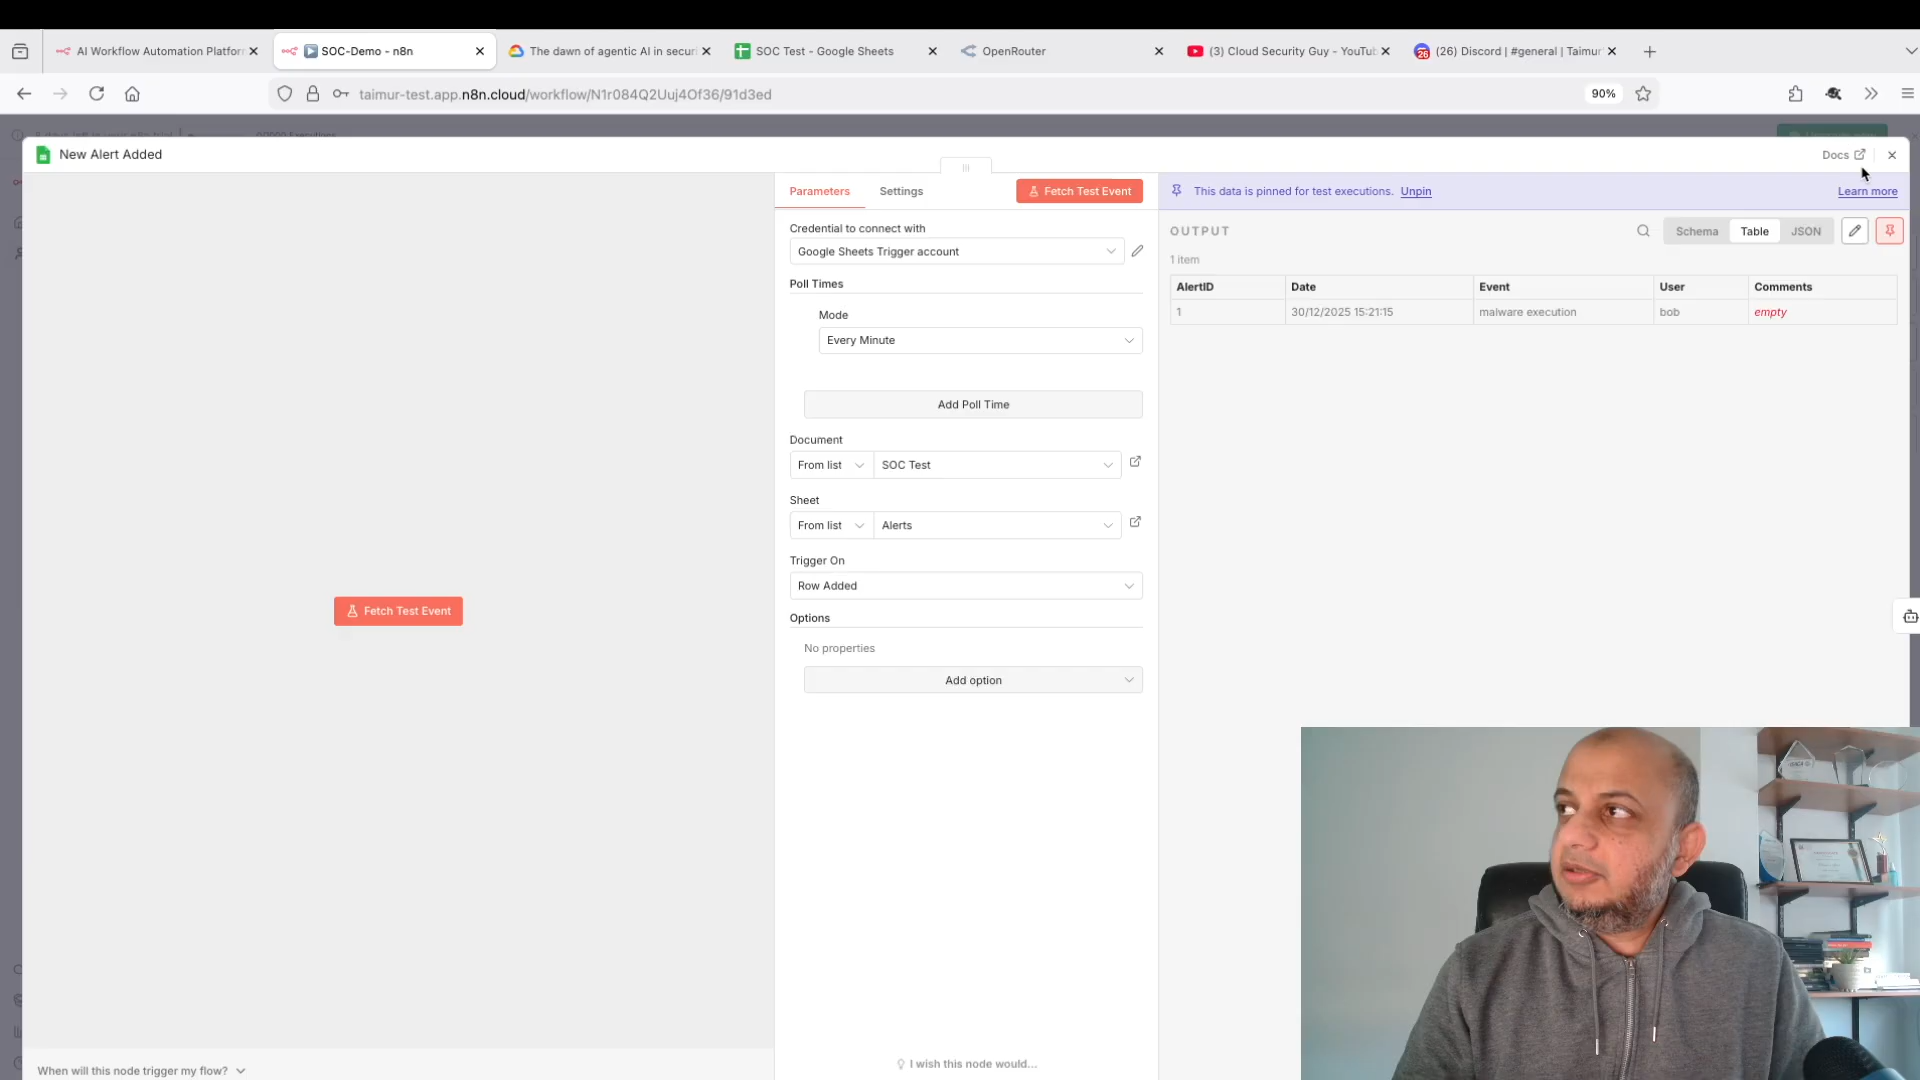 AI Workflow Automation Platfor
SOC-Demo - n8n
The dawn of agentic AI in securi
SOC Test - Google Sheets
OpenRouter
(3) Cloud Security Guy - YouTub
(26) Discord | #general | Taimur
taimur-test.app.n8n.cloud/workflow/N1r084Q2Uuj4Of36/91d3ed
90%
New Alert Added
Docs
Parameters
Settings
Fetch Test Event
This data is pinned for test executions. Unpin
Learn more
Credential to connect with
Google Sheets Trigger account
Poll Times
Mode
Every Minute
Add Poll Time
Document
From list
SOC Test
Sheet
From list
Alerts
Trigger On
Row Added
Options
No properties
Add option
I wish this node would...
OUTPUT
Schema
Table
JSON
1 item
AlertID Date Event User Comments
1 30/12/2025 15:21:15 malware execution bob empty
Fetch Test Event
When will this node trigger my flow?